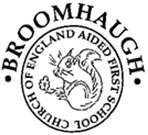 • BROOMHAUGH •
CHURCH OF ENGLAND AIDED FIRST SCHOOL